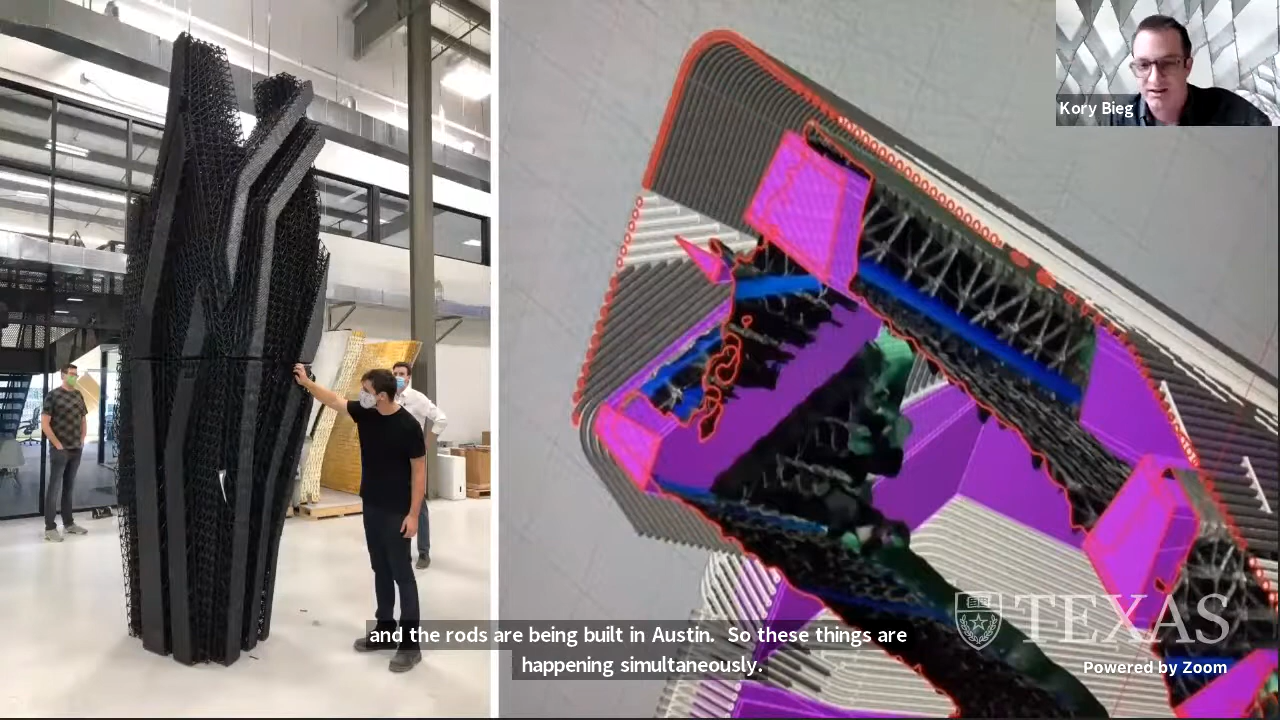 Kory Bieg
TEXAS
and the rods are being built in Austin. So these things are
happening simultaneously.
Powered by Zoom